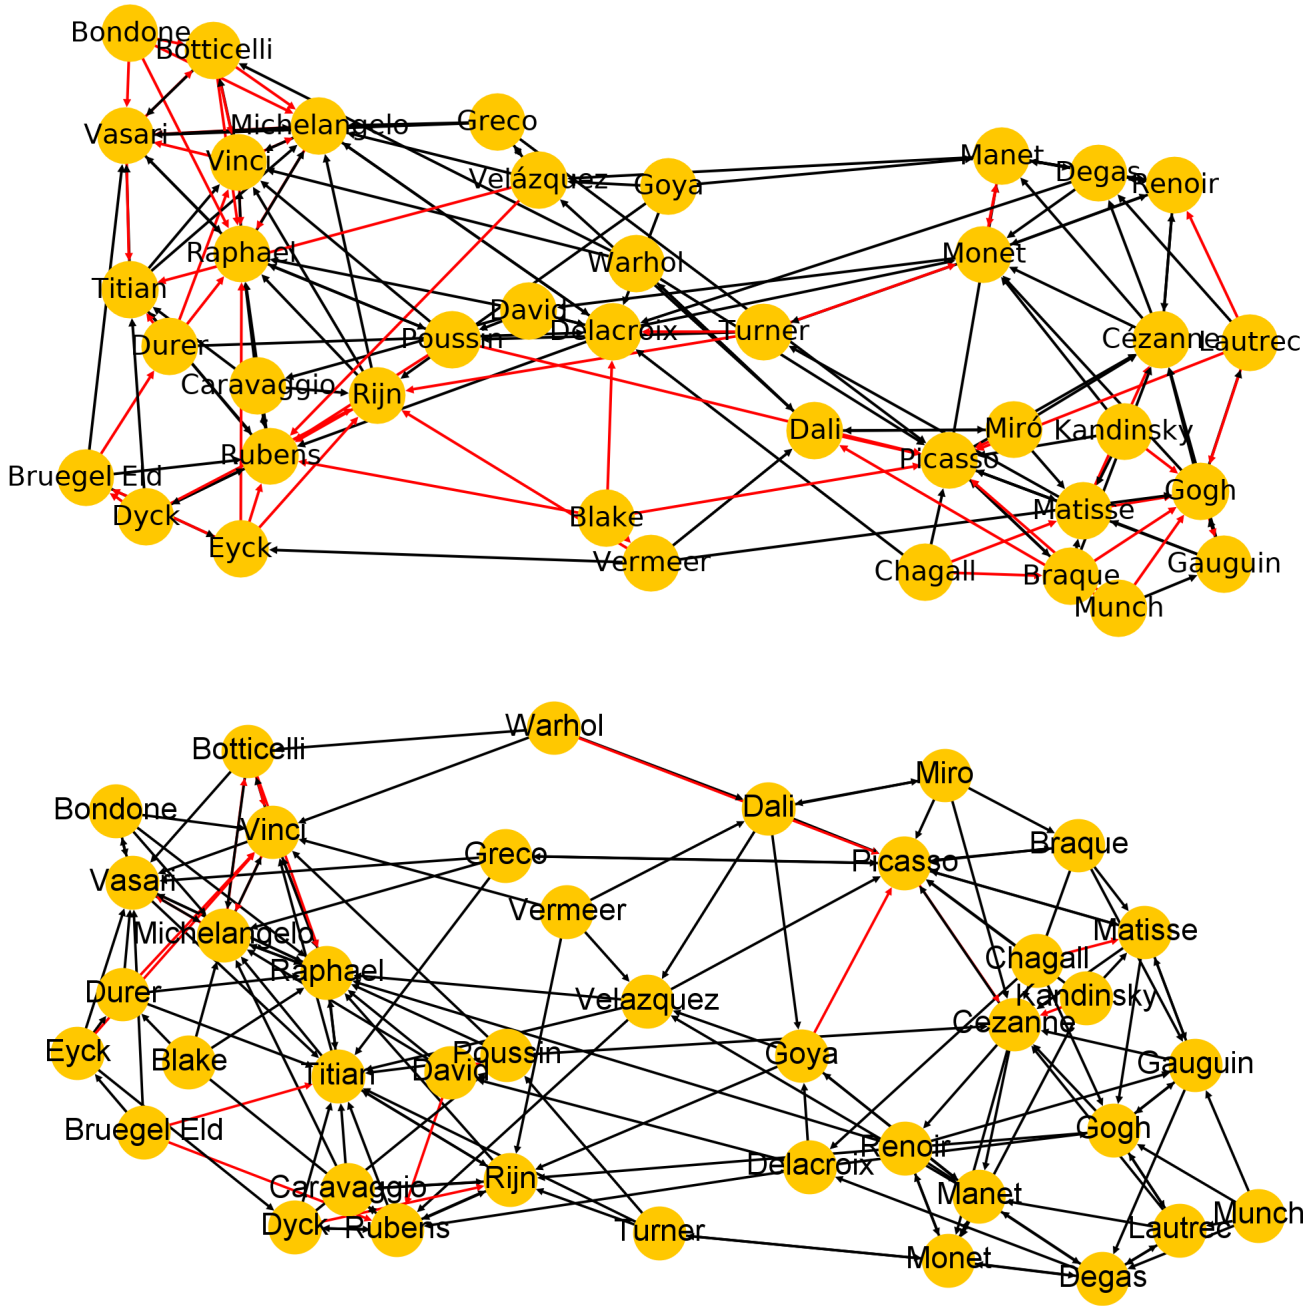 Bondone
Botticelli
Greco
Michelangelo
Vasari
Vinci
Manet
Degas
Velázquez
Goya
Renoir
Raphael
Warhol
Monet
Titian
David
Durer
Poussin
Delacroix
Turner
Cézanne
Lautrec
Caravaggio
Rijn
Dali
Miró
Kandinsky
Rubens
Picasso
Bruegel Eld
Gogh
Dyck
Blake
Matisse
Eyck
Vermeer
Chagall
Braque
Gauguin
Munch
Warhol
Botticelli
Miro
Bondone
Dali
Vinci
Braque
Greco
Picasso
Vasari
Vermeer
Michelangelo
Matisse
Raphael
Chagall
Durer
Velazquez
Kandinsky
Cezanne
Eyck
Blake
Poussin
Goya
Titian
David
Gauguin
Bruegel Eld
Gogh
Renoir
Delacroix
Rijn
Caravaggio
Manet
Dyck
Rubens
Turner
Lautrec
Munch
Monet
Degas